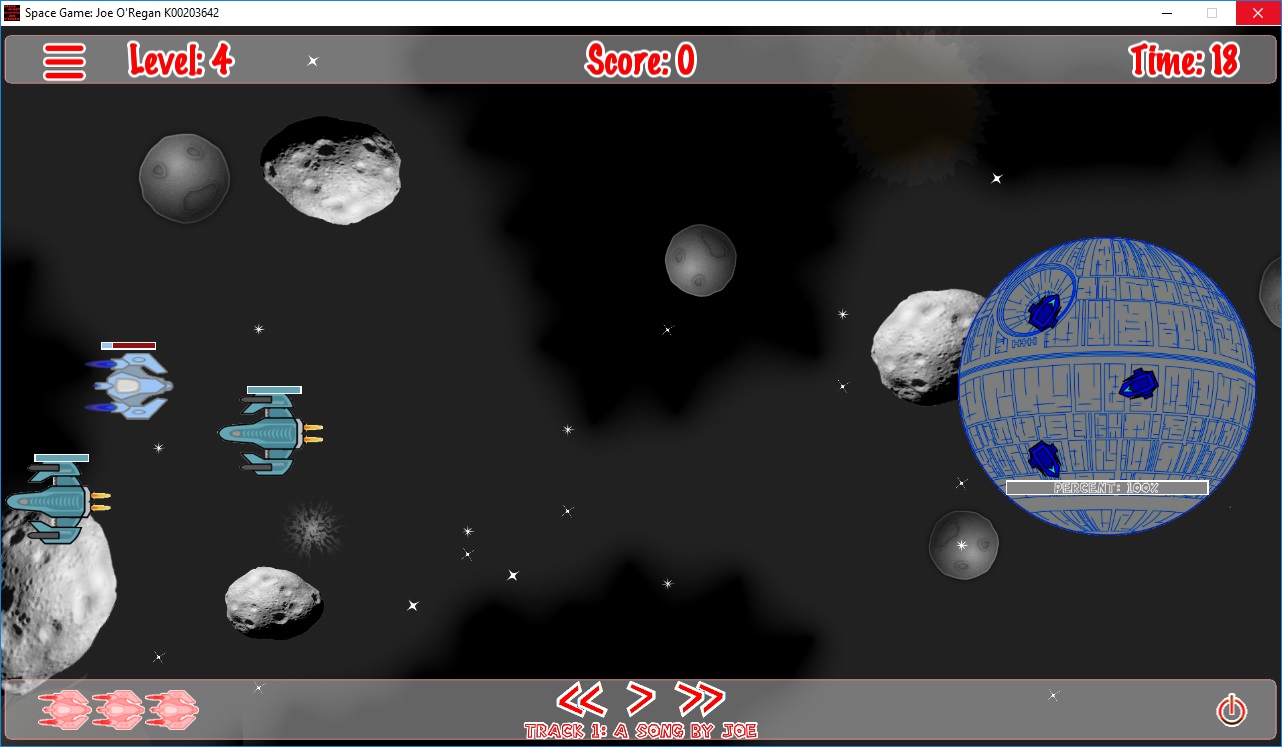 Space Game: Joe O'Regan K00203642
Level: 4
Score: 0
Time: 18
PERCENT: 100%
TRACK 1: A SONG BY JOE